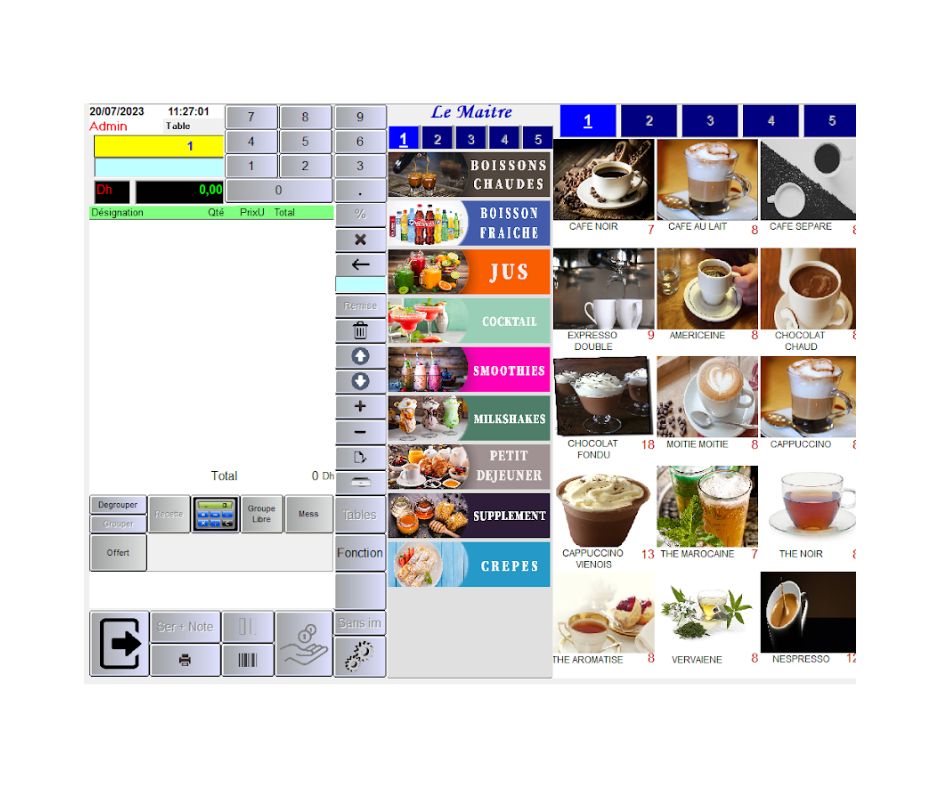 20/07/2023 11:27:01
Admin Table
1
Dh 0,00
7 8 9
4 5 6
1 2 3
0 .
%
Désignation Qté PrixU Total
Remise
Total 0 Dh
Degrouper
Grouper
Recette
Groupe
Libre
Mess
Tables
Offert
Fonction
Ser + Note
Sans im
Le Maitre
1 2 3 4 5
BOISSONS
CHAUDES
BOISSON
FRAICHE
JUS
COCKTAIL
SMOOTHIES
MILKSHAKES
PETIT
DEJEUNER
SUPPLEMENT
CREPES
1 2 3 4 5
CAFE NOIR 7
CAFE AU LAIT 8
CAFE SEPARE 8
EXPRESSO
DOUBLE 9
AMERICEINE 8
CHOCOLAT
CHAUD 8
CHOCOLAT
FONDU 18
MOITIE MOITIE 8
CAPPUCCINO 8
CAPPUCCINO
VIENOIS 13
THE MAROCAINE 7
THE NOIR 8
THE AROMATISE 8
VERVAIENE 8
NESPRESSO 12